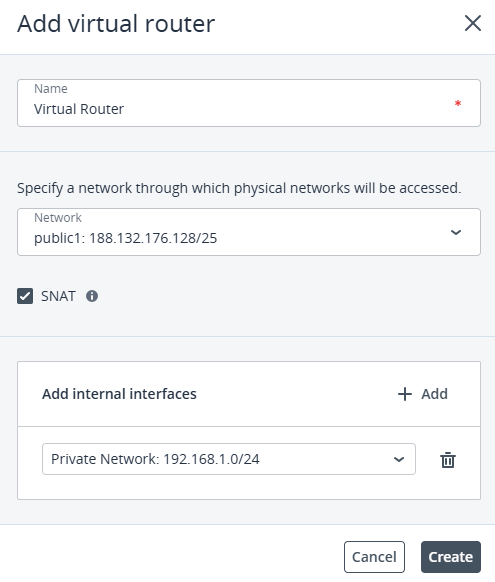 Add virtual router
Name
Virtual Router
*
Specify a network through which physical networks will be accessed.
Network
public1: 188.132.176.128/25
SNAT
Add internal interfaces
+ Add
Private Network: 192.168.1.0/24
Cancel
Create